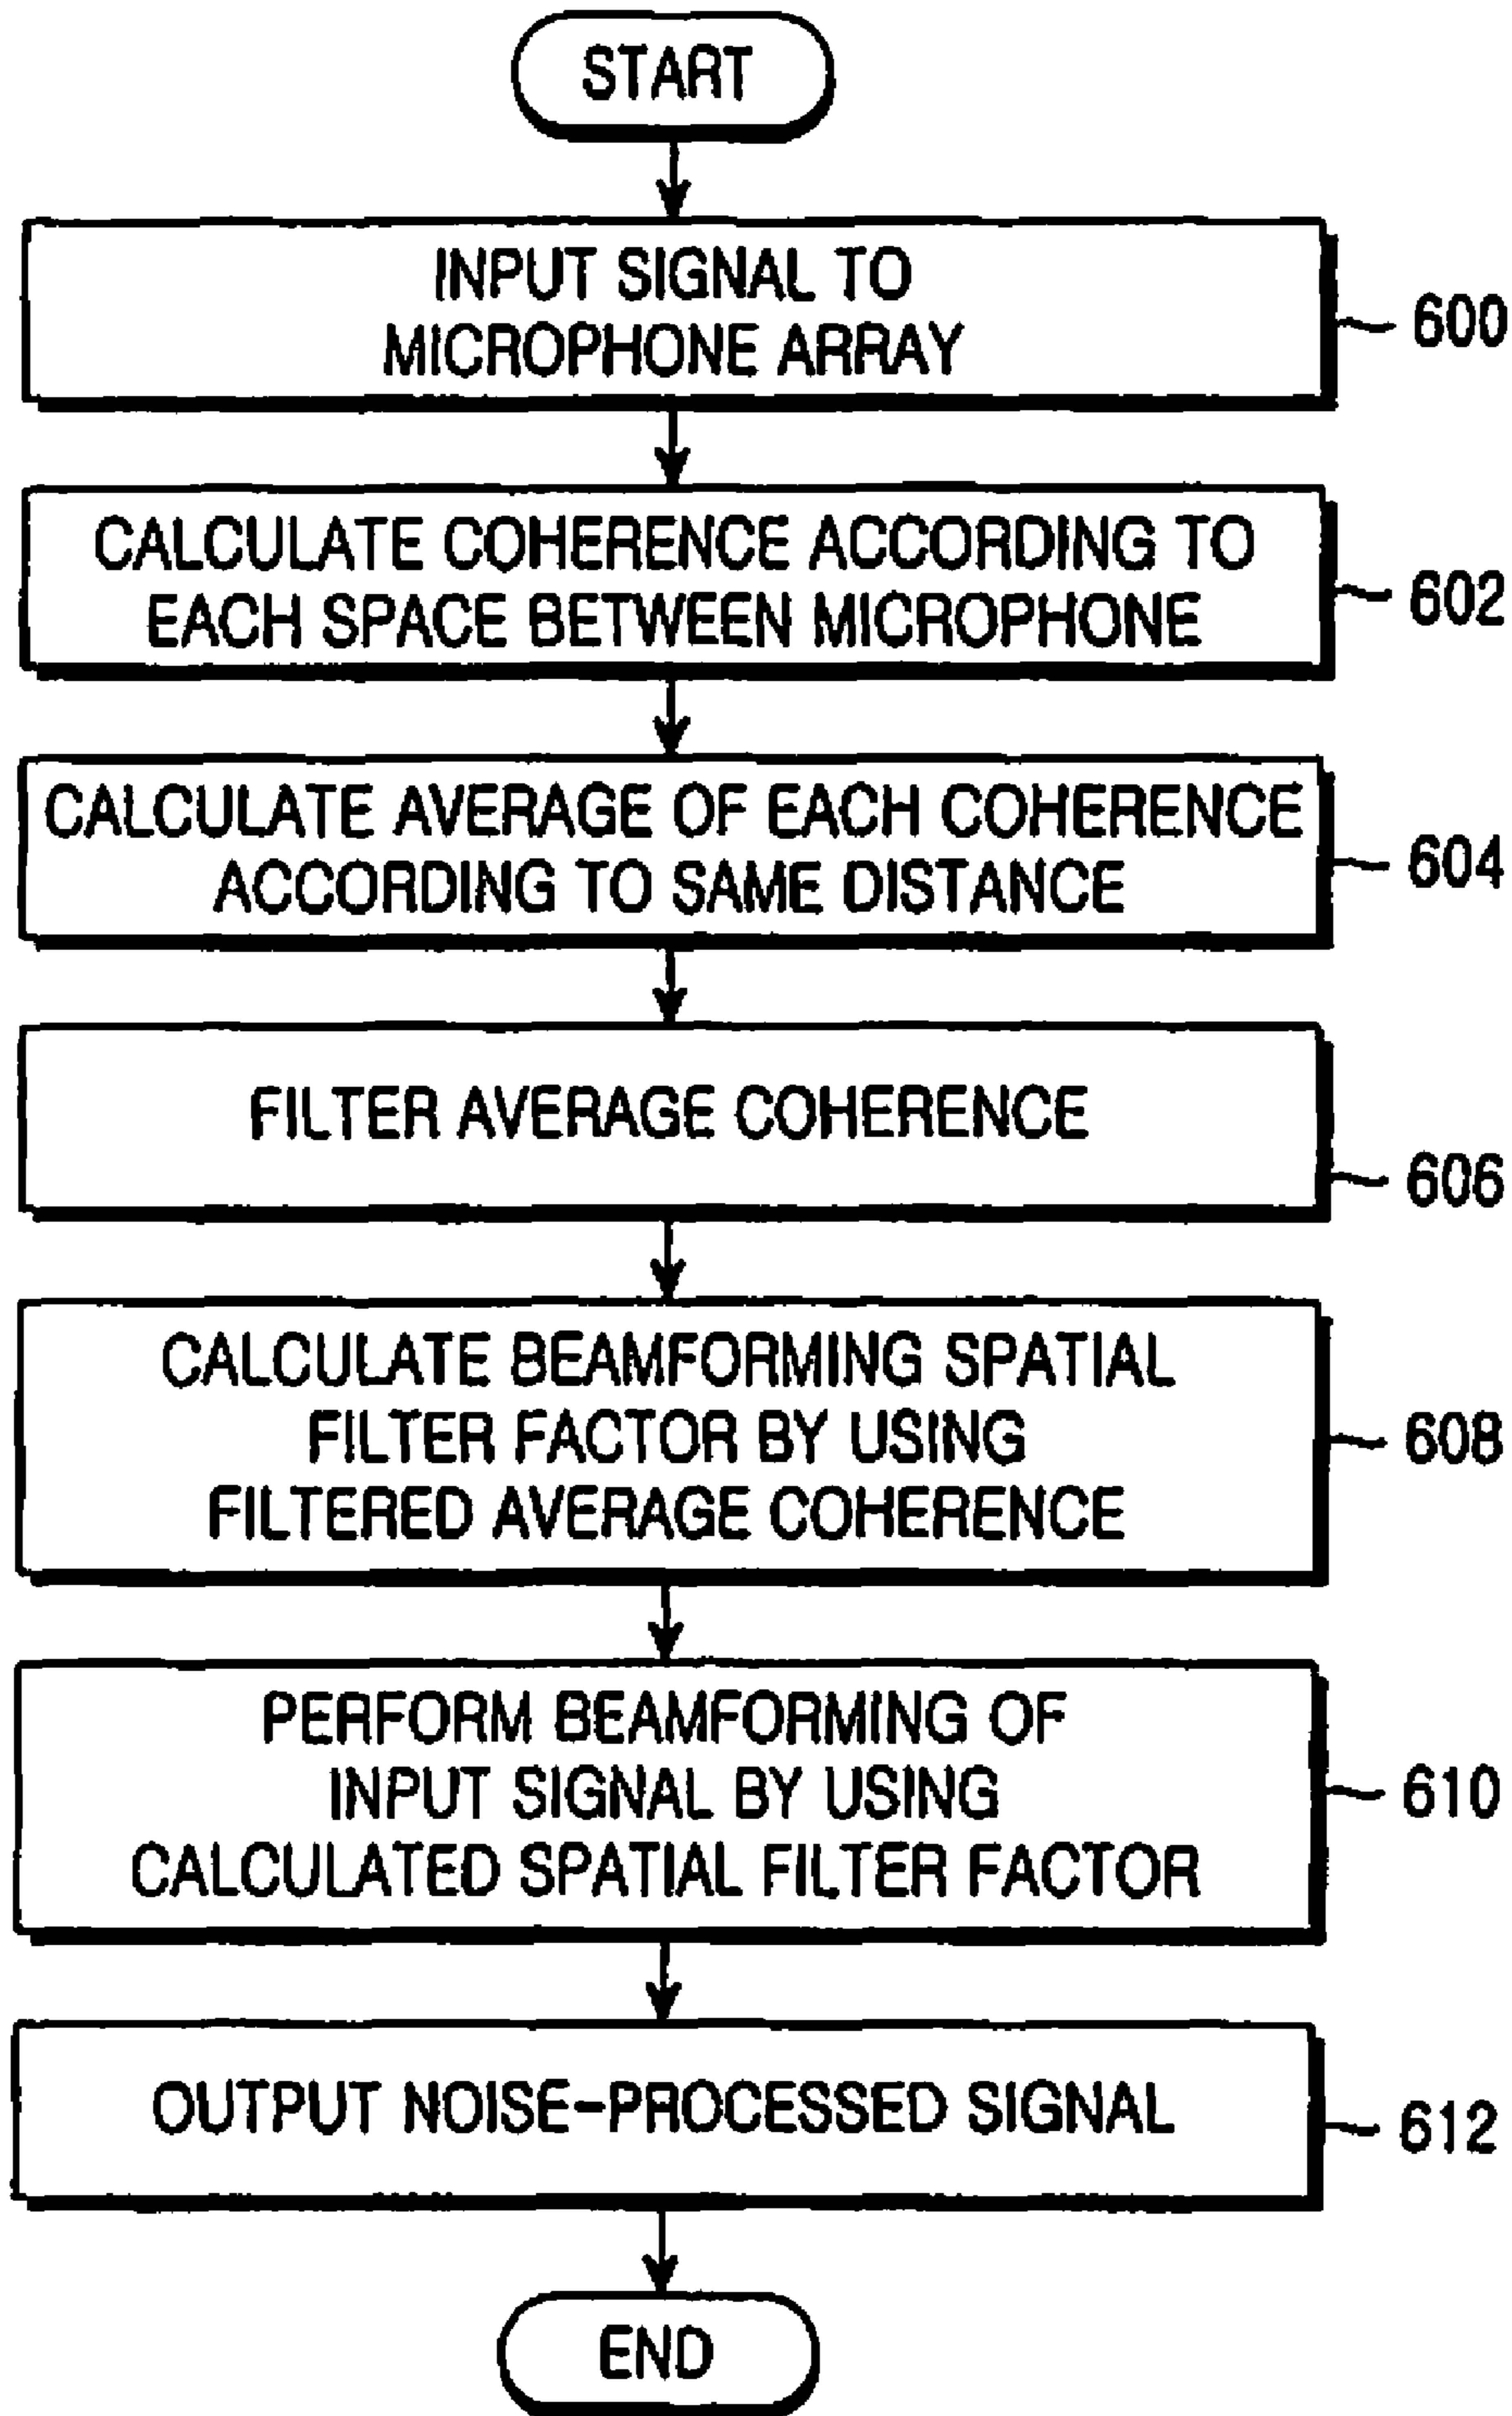 START
INPUT SIGNAL TO
MICROPHONE ARRAY
600
CALCULATE COHERENCE ACCORDING TO
EACH SPACE BETWEEN MICROPHONE
602
CALCULATE AVERAGE OF EACH COHERENCE
ACCORDING TO SAME DISTANCE
604
FILTER AVERAGE COHERENCE
606
CALCULATE BEAMFORMING SPATIAL
FILTER FACTOR BY USING
FILTERED AVERAGE COHERENCE
608
PERFORM BEAMFORMING OF
INPUT SIGNAL BY USING
CALCULATED SPATIAL FILTER FACTOR
610
OUTPUT NOISE-PROCESSED SIGNAL
612
END